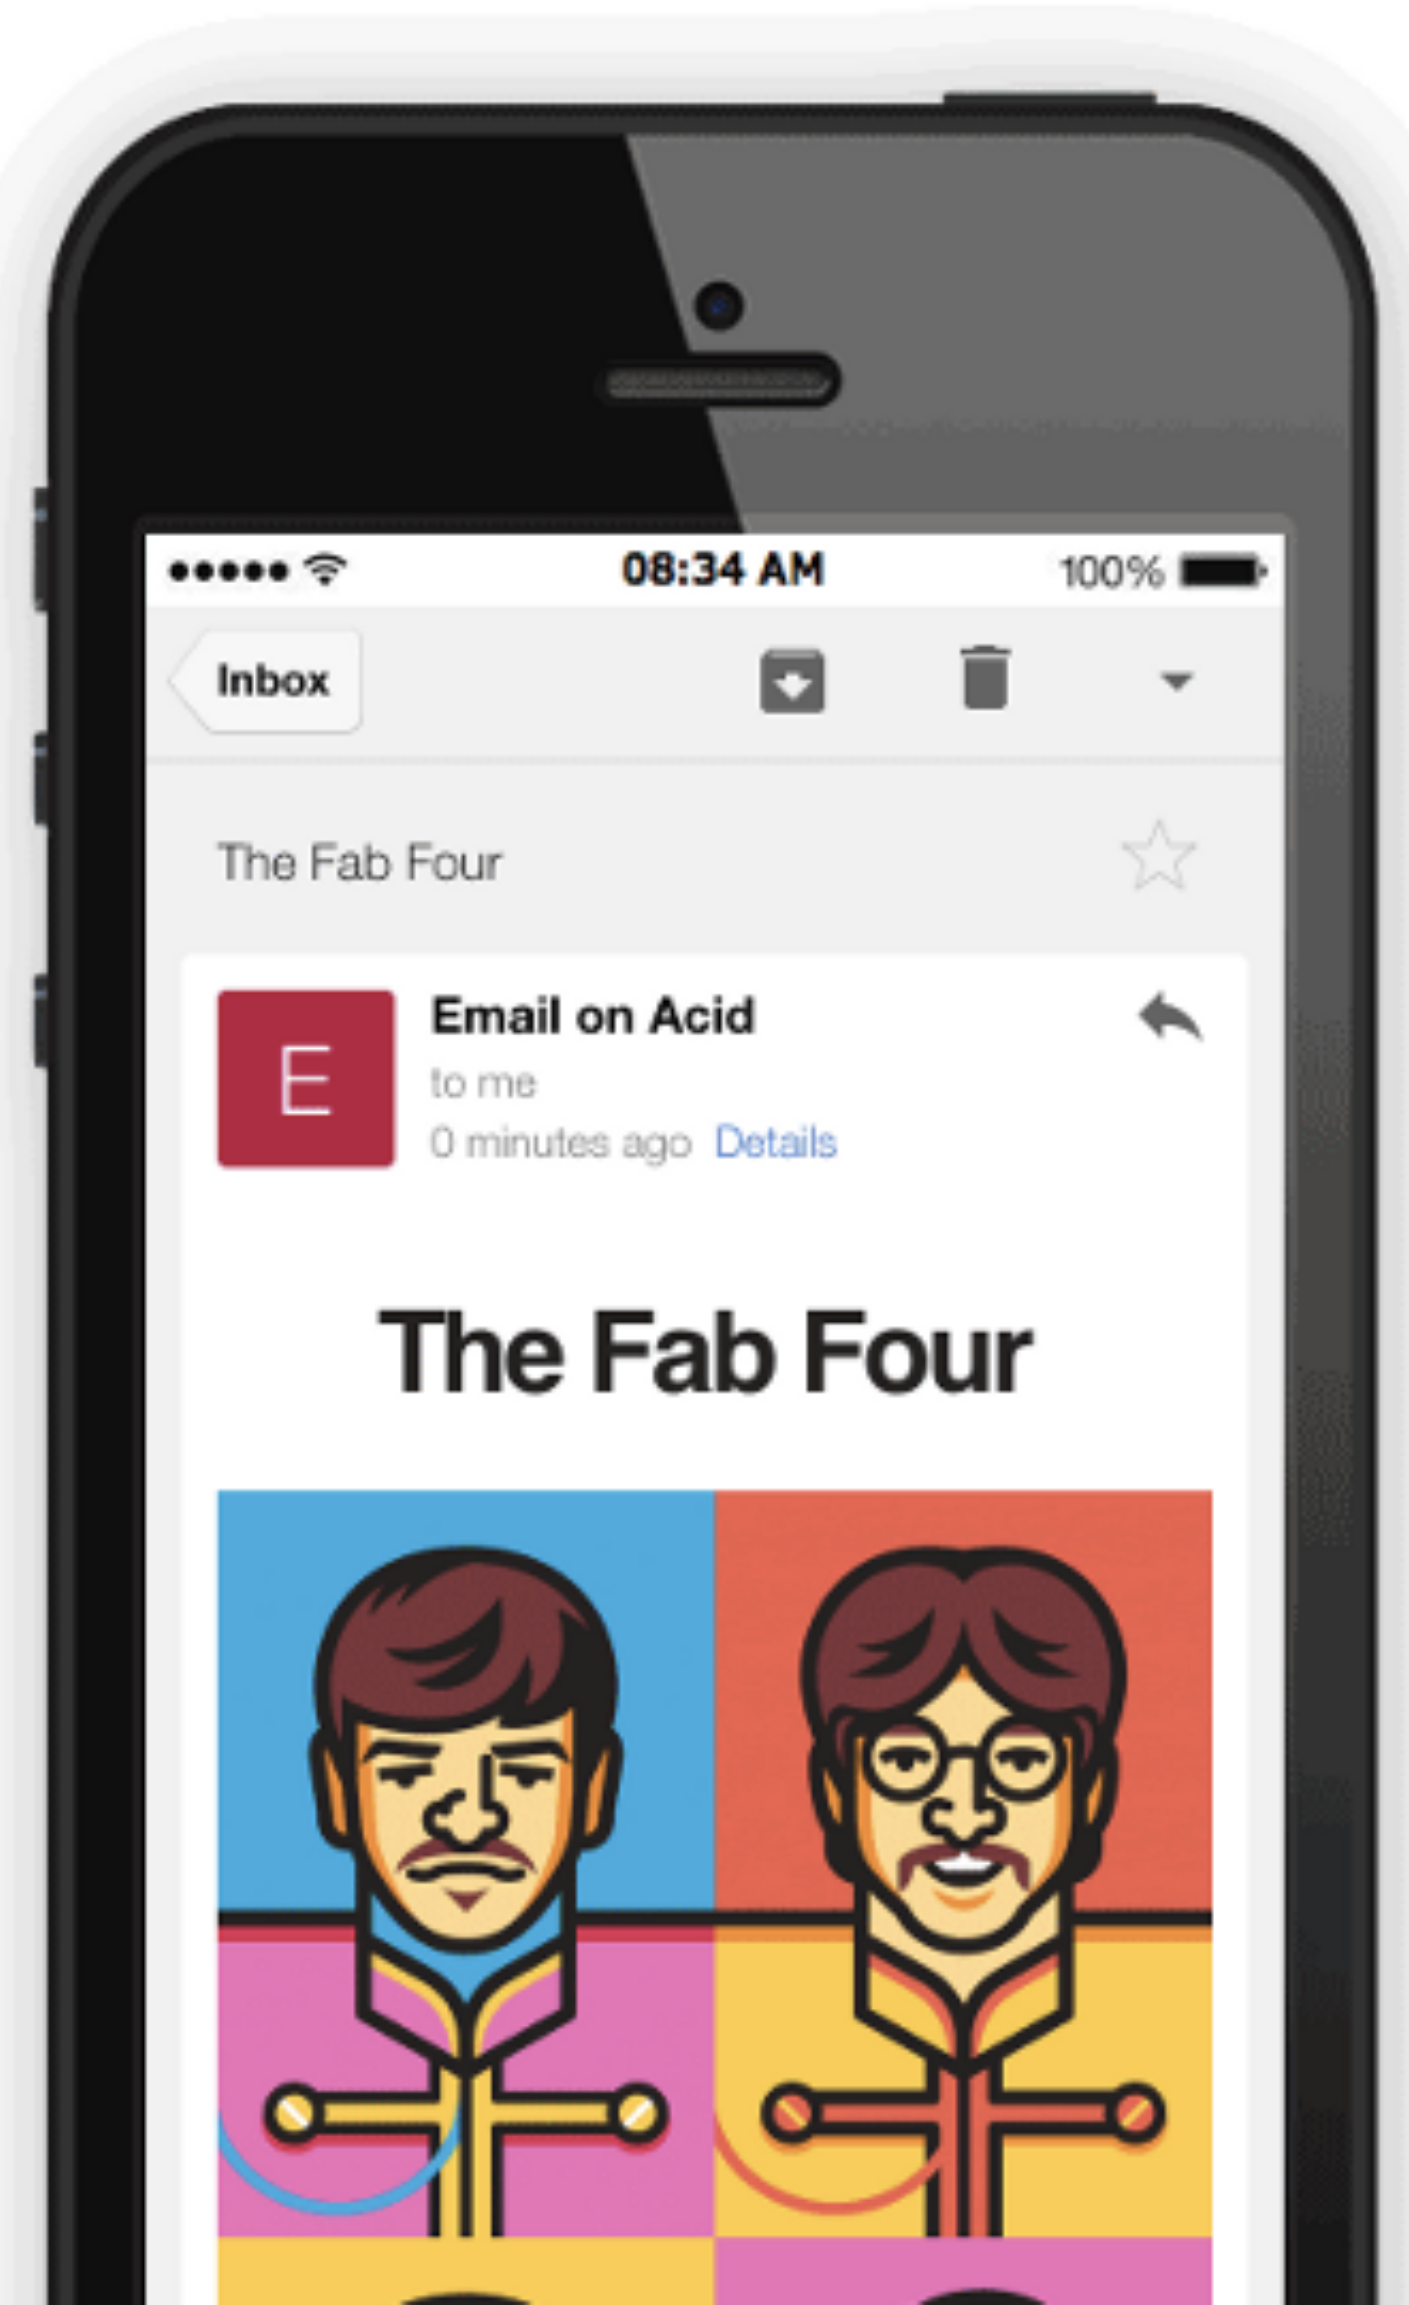 08:34 AM 100%
Inbox
The Fab Four
E
Email on Acid
to me
0 minutes ago Details
The Fab Four